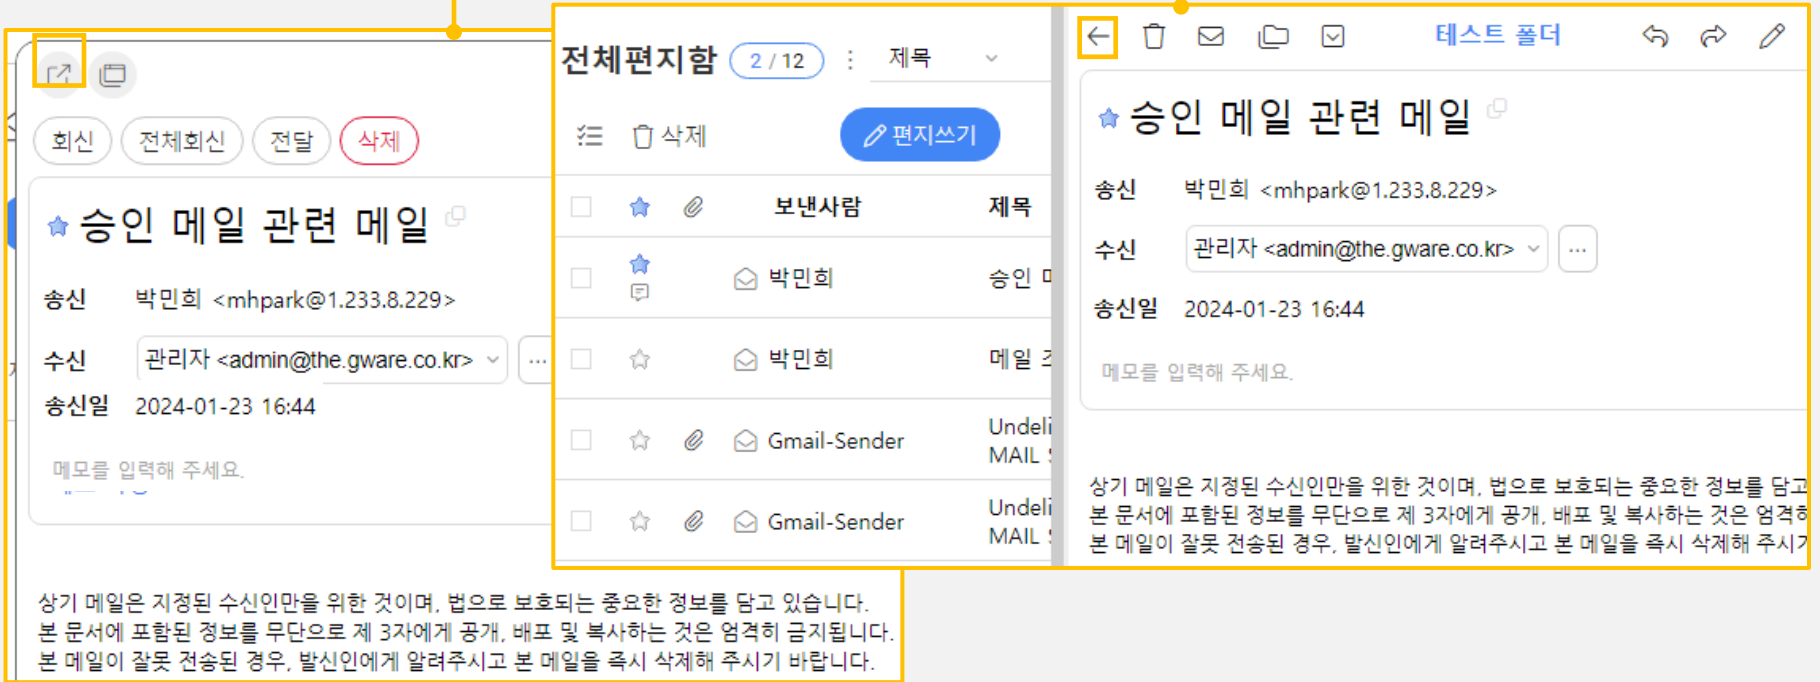 회신 전체회신 전달 삭제
승인 메일 관련 메일
송신 박민희 <mhpark@1.233.8.229>
수신 관리자 <admin@the.gware.co.kr> ...
송신일 2024-01-23 16:44
메모를 입력해 주세요.
상기 메일은 지정된 수신인만을 위한 것이며, 법으로 보호되는 중요한 정보를 담고 있습니다.
본 문서에 포함된 정보를 무단으로 제 3자에게 공개, 배포 및 복사하는 것은 엄격히 금지됩니다.
본 메일이 잘못 전송된 경우, 발신인에게 알려주시고 본 메일을 즉시 삭제해 주시기 바랍니다.
전체편지함 2 / 12 제목
삭제 편지쓰기
보낸사람 제목
박민희 승인
박민희 메일
Gmail-Sender Undeli
MAIL
Gmail-Sender Undeli
MAIL
테스트 폴더
승인 메일 관련 메일
송신 박민희 <mhpark@1.233.8.229>
수신 관리자 <admin@the.gware.co.kr> ...
송신일 2024-01-23 16:44
메모를 입력해 주세요.
상기 메일은 지정된 수신인만을 위한 것이며, 법으로 보호되는 중요한 정보를 담고
본 문서에 포함된 정보를 무단으로 제 3자에게 공개, 배포 및 복사하는 것은 엄격히
본 메일이 잘못 전송된 경우, 발신인에게 알려주시고 본 메일을 즉시 삭제해 주시기